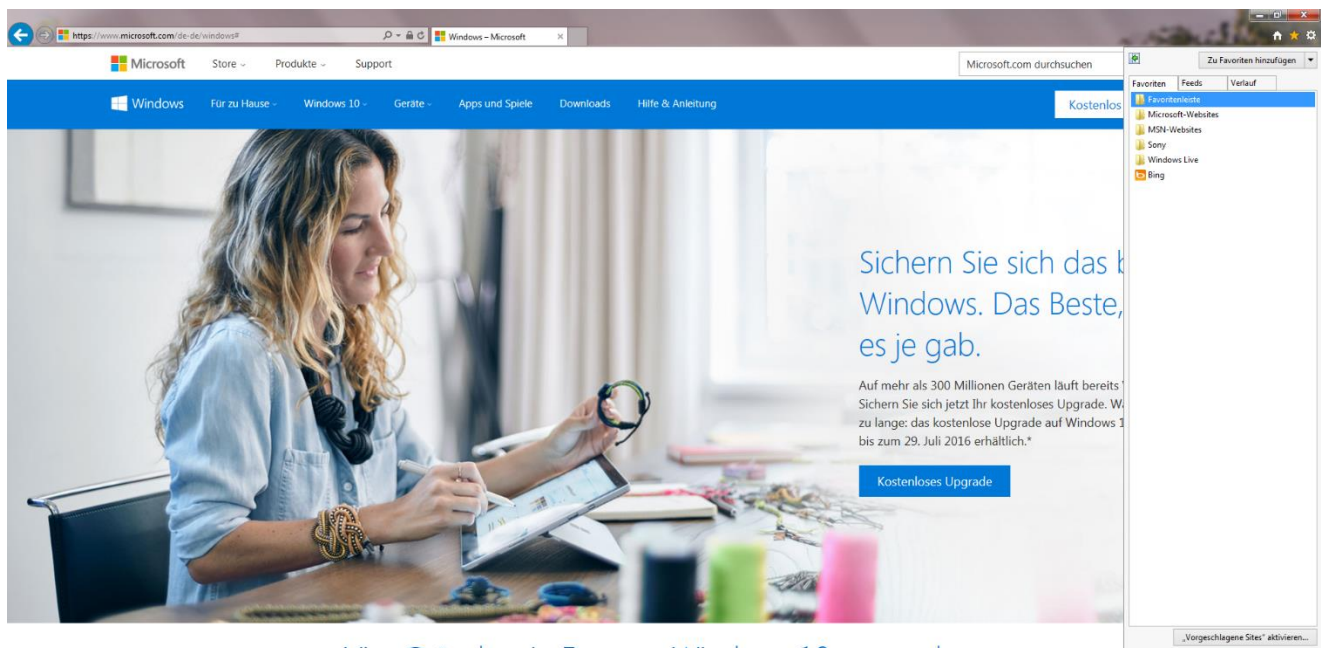 https://www.microsoft.com/de-de/windows#
Windows – Microsoft
Microsoft
Store
Produkte
Support
Microsoft.com durchsuchen
Windows
Für zu Hause
Windows 10
Geräte
Apps und Spiele
Downloads
Hilfe & Anleitung
Kostenlos
Sichern Sie sich das b
Windows. Das Beste,
es je gab.
Auf mehr als 300 Millionen Geräten läuft bereits
Sichern Sie sich jetzt Ihr kostenloses Upgrade. Wa
zu lange: das kostenlose Upgrade auf Windows 1
bis zum 29. Juli 2016 erhältlich.*
Kostenloses Upgrade
Zu Favoriten hinzufügen
Favoriten
Feeds
Verlauf
Favoritenleiste
Microsoft-Websites
MSN-Websites
Sony
Windows Live
Bing
„Vorgeschlagene Sites" aktivieren...